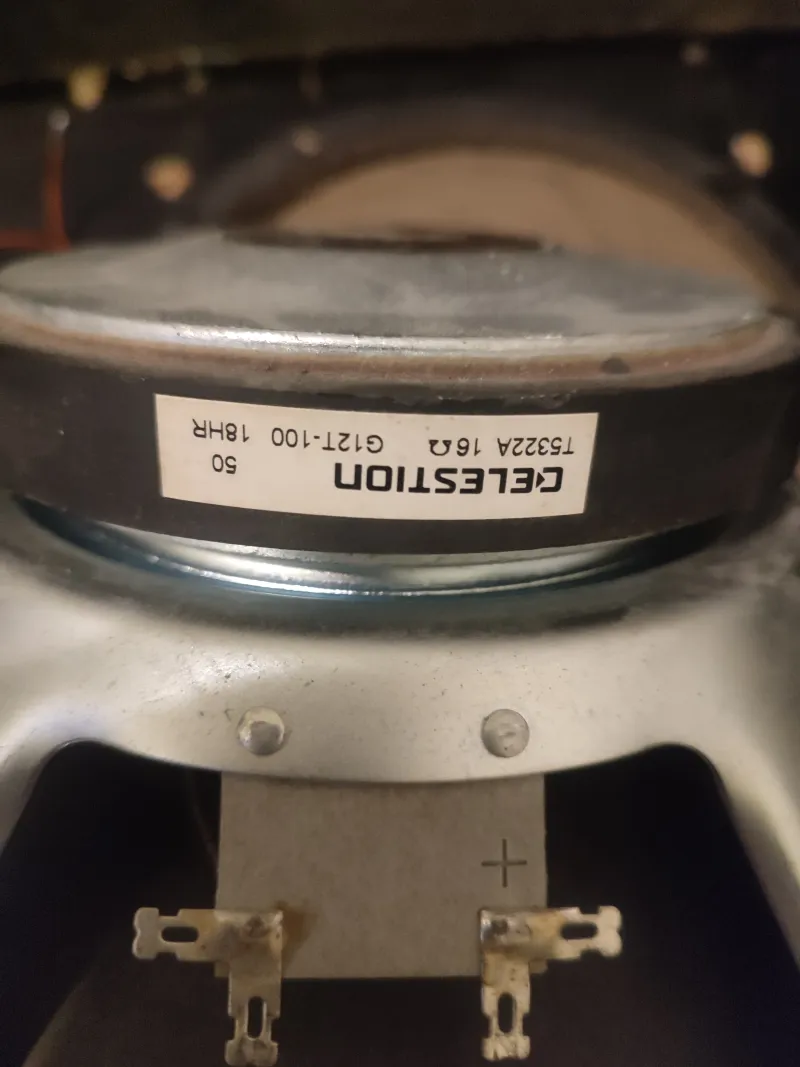 CELESTION 50
T5322A 16Ω G12T-100 18HR
+